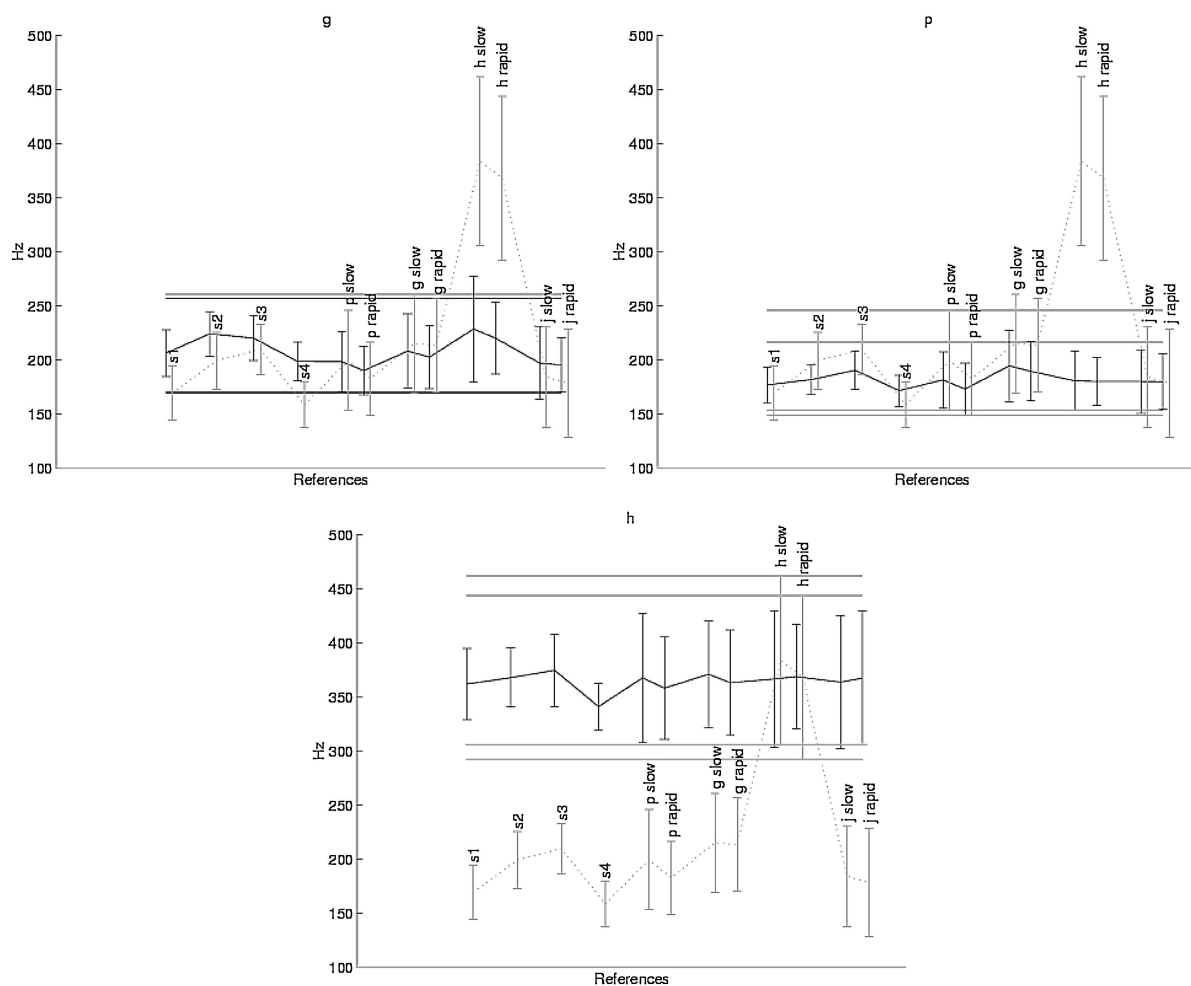 g
500
450
400
350
300
250
200
150
100
Hz
s1
s2
s3
s4
p slow
p rapid
g slow
g rapid
h slow
h rapid
j slow
j rapid
References
p
500
450
400
350
300
250
200
150
100
Hz
s1
s2
s3
s4
p slow
p rapid
g slow
g rapid
h slow
h rapid
j slow
j rapid
References
h
500
450
400
350
300
250
200
150
100
Hz
s1
s2
s3
s4
p slow
p rapid
g slow
g rapid
h slow
h rapid
j slow
j rapid
References